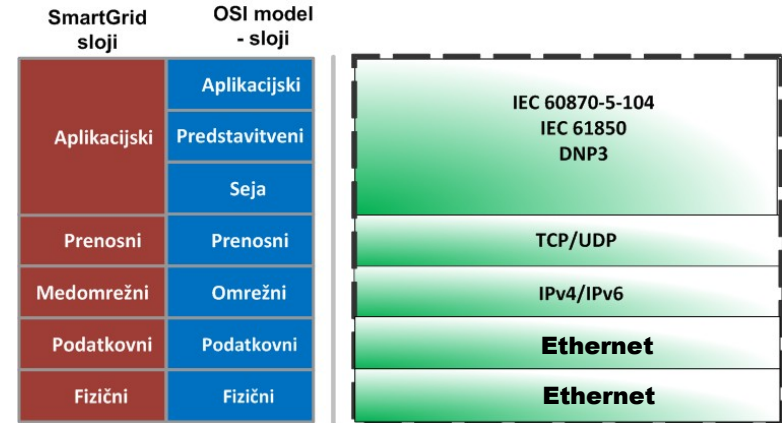 SmartGrid
sloji
OSI model
- sloji
Aplikacijski
Aplikacijski
Predstavitveni
Seja
IEC 60870-5-104
IEC 61850
DNP3
Prenosni
Prenosni
TCP/UDP
Medomrežni
Omrežni
IPv4/IPv6
Podatkovni
Podatkovni
Ethernet
Fizični
Fizični
Ethernet